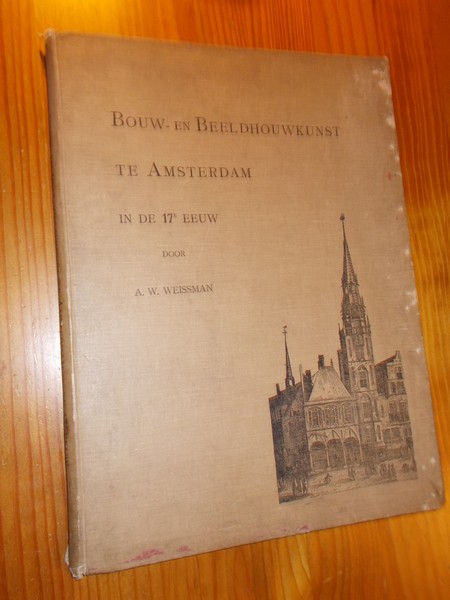 BOUW- EN BEELDHOUWKUNST
TE AMSTERDAM
IN DE 17e EEUW
DOOR
A. W. WEISSMAN